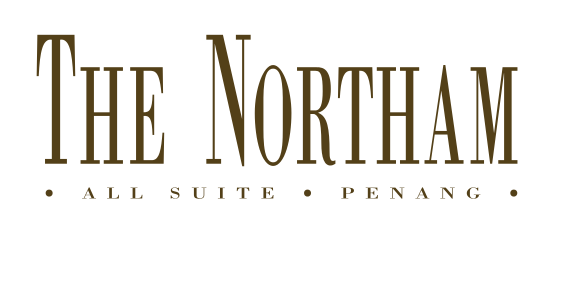 THE NORTHAM
• ALL SUITE • PENANG •